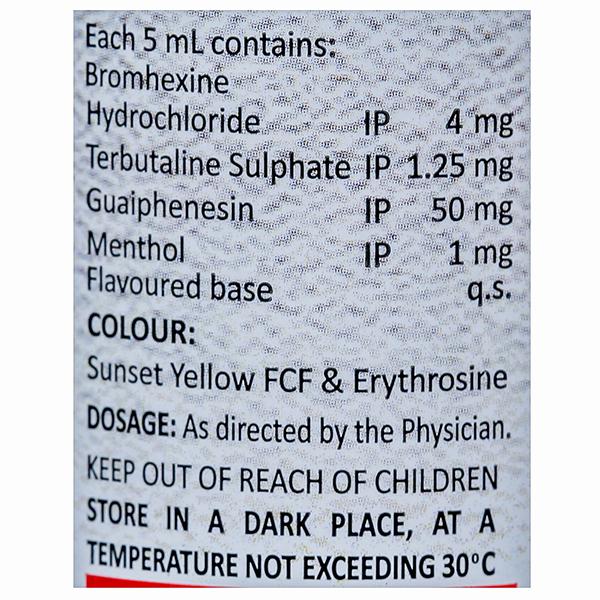 Each 5 mL contains:
Bromhexine
Hydrochloride IP 4 mg
Terbutaline Sulphate IP 1.25 mg
Guaiphenesin IP 50 mg
Menthol IP 1 mg
Flavoured base q.s.
COLOUR:
Sunset Yellow FCF & Erythrosine
DOSAGE: As directed by the Physician.
KEEP OUT OF REACH OF CHILDREN
STORE IN A DARK PLACE, AT A
TEMPERATURE NOT EXCEEDING 30°C